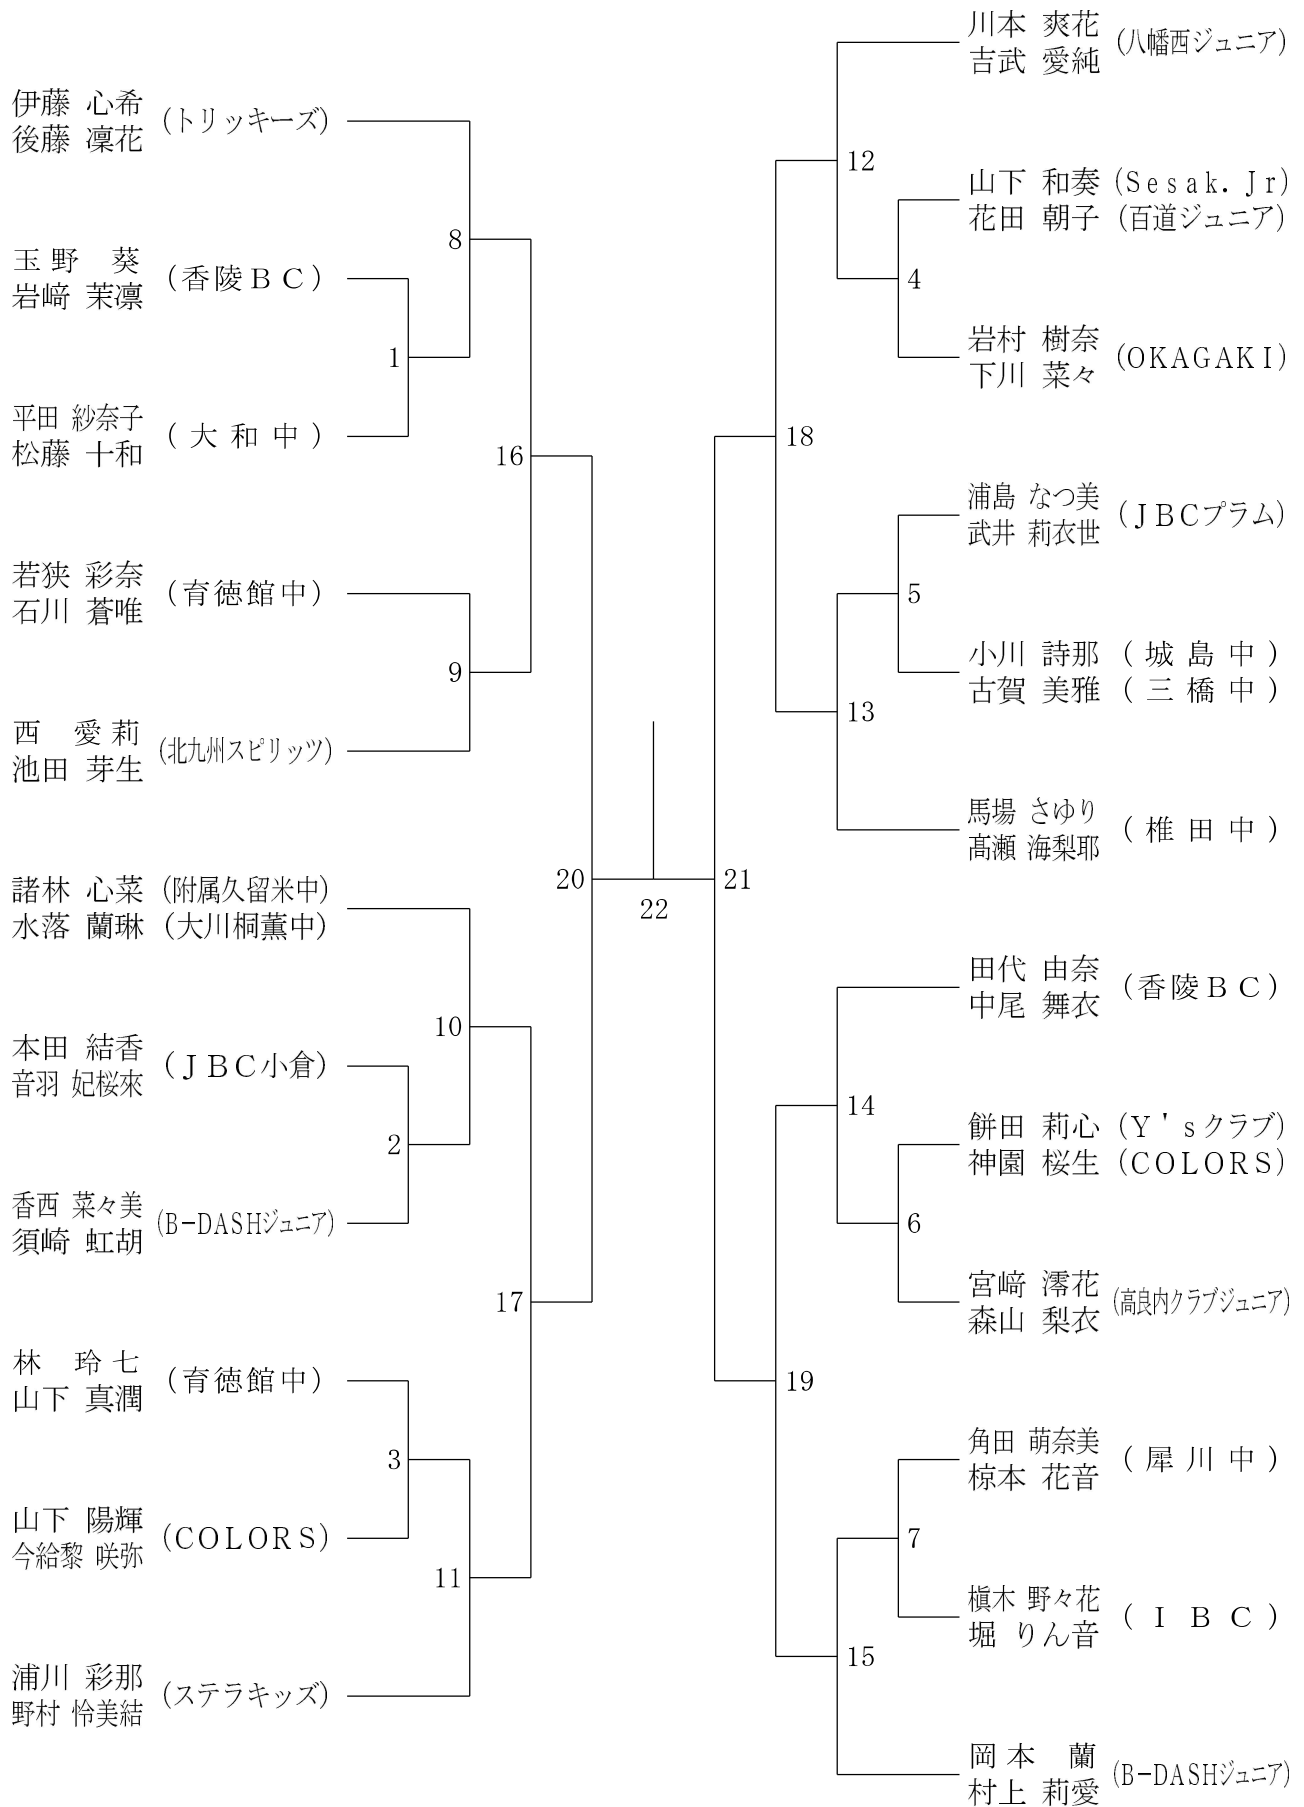 伊藤 心希
後藤 凜花
(トリッキーズ)
玉野 葵
岩﨑 茉凛
(香陵ＢＣ)
平田 紗奈子
松藤 十和
(大和中)
若狭 彩奈
石川 蒼唯
(育徳館中)
西 愛莉
池田 芽生
(北九州スピリッツ)
諸林 心菜 (附属久留米中)
水落 蘭琳 (大川桐薫中)
本田 結香
音羽 妃桜來
(ＪＢＣ小倉)
香西 菜々美
須崎 虹胡
(B-DASHジュニア)
林 玲七
山下 真潤
(育徳館中)
山下 陽輝
今給黎 咲弥
(COLORS)
浦川 彩那
野村 怜美結
(ステラキッズ)
1
2
3
8
9
10
11
16
17
20
22
21
18
19
12
13
14
15
4
5
6
7
川本 爽花
吉武 愛純
(八幡西ジュニア)
山下 和奏 (Sesak.Jr)
花田 朝子 (百道ジュニア)
岩村 樹奈
下川 菜々
(OKAGAKI)
浦島 なつ美
武井 莉衣世
(JBCプラム)
小川 詩那 (城島中)
古賀 美雅 (三橋中)
馬場 さゆり
髙瀬 海梨耶
(椎田中)
田代 由奈
中尾 舞衣
(香陵ＢＣ)
餅田 莉心 (Y'sクラブ)
神園 桜生 (COLORS)
宮﨑 澪花
森山 梨衣
(高良内クラブジュニア)
角田 萌奈美
椋本 花音
(犀川中)
槇木 野々花
堀 りん音
(ＩＢＣ)
岡本 蘭
村上 莉愛
(B-DASHジュニア)